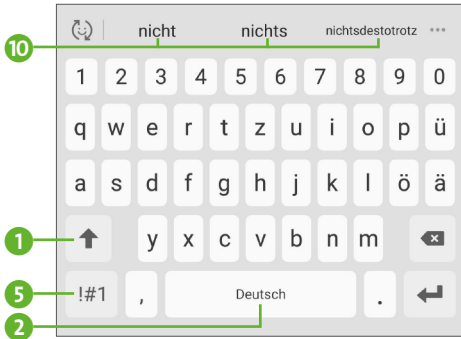 nicht nichts nichtsdestotrotz
10
1 2 3 4 5 6 7 8 9 0
q w e r t z u i o p ü
a s d f g h j k l ö ä
1 y x c v b n m
5 !#1 , Deutsch .
2